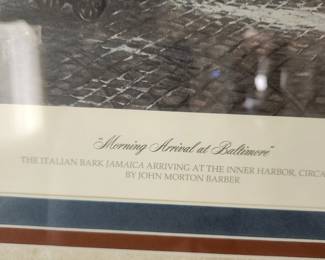 "Morning Arrival at Baltimore"
THE ITALIAN BARK JAMAICA ARRIVING AT THE INNER HARBOR, CIRCA
BY JOHN MORTON BARBER